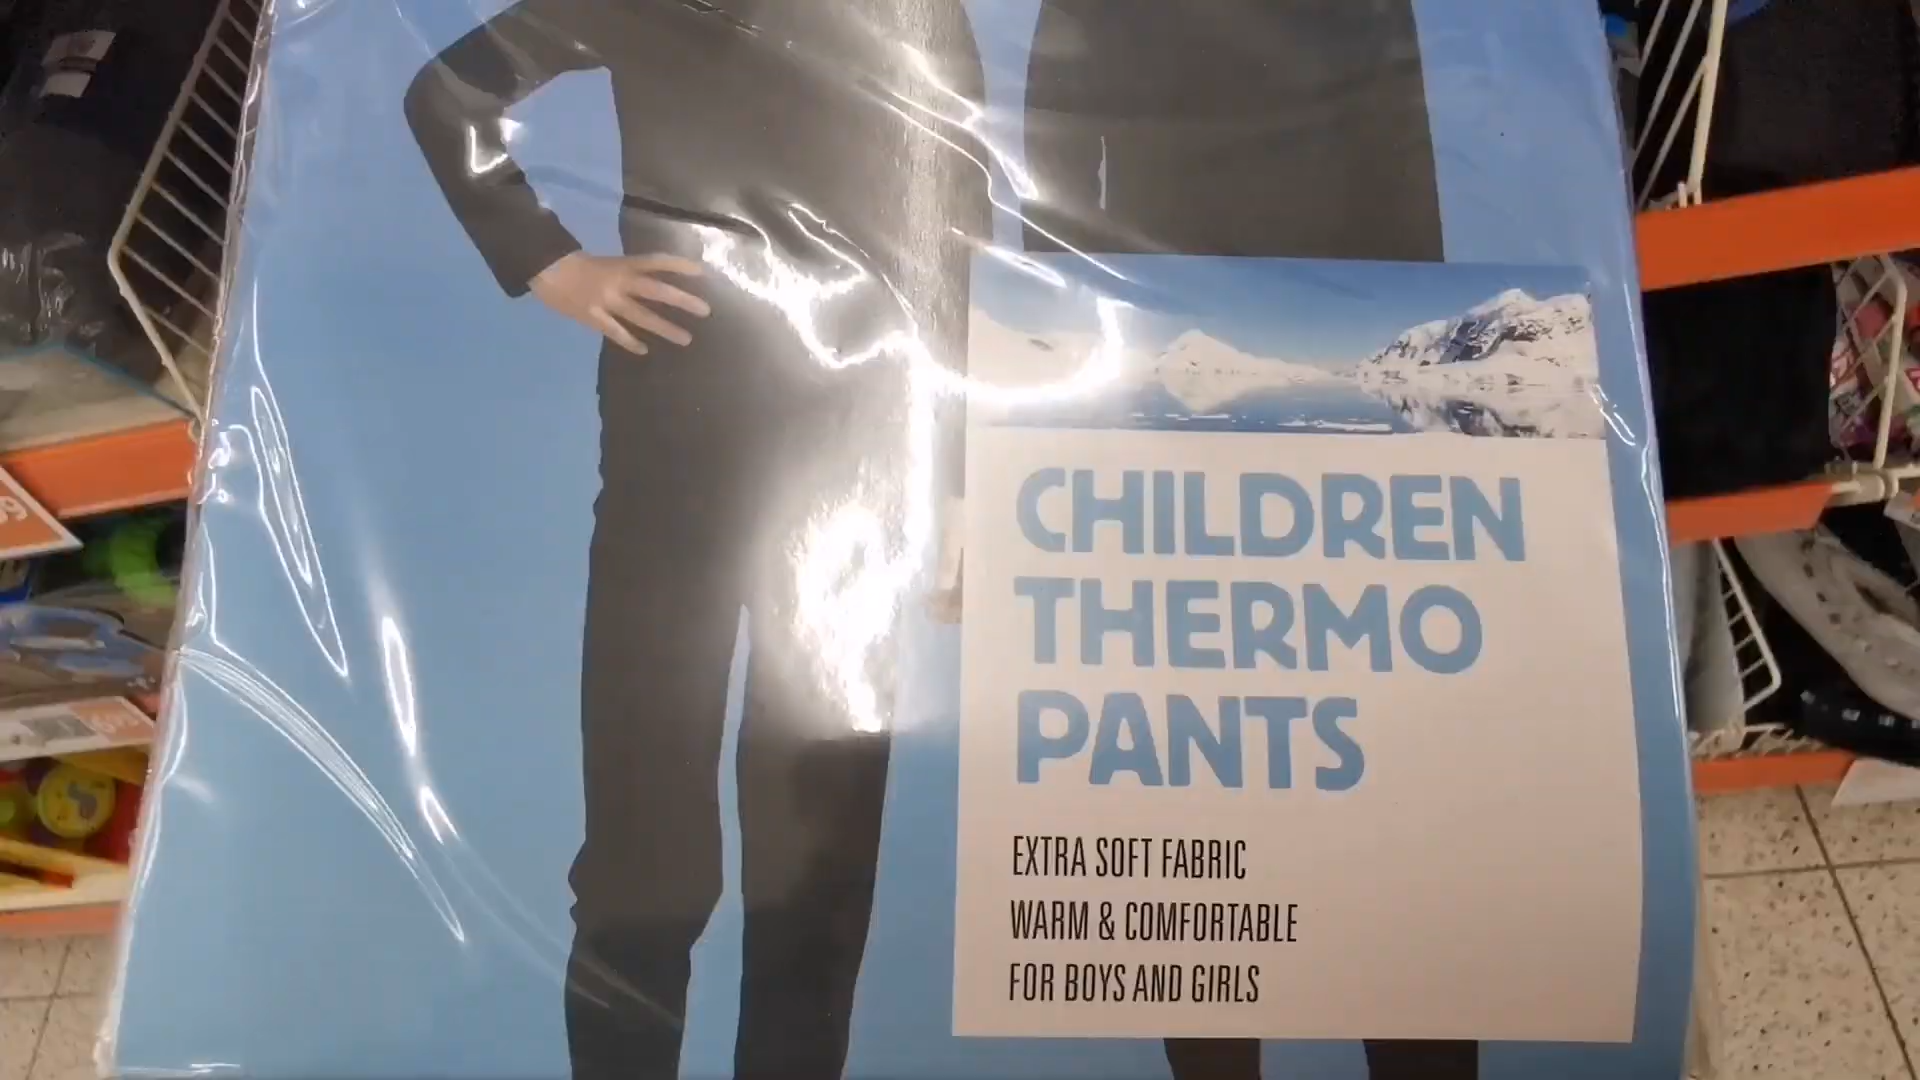 CHILDREN
THERMO
PANTS
EXTRA SOFT FABRIC
WARM & COMFORTABLE
FOR BOYS AND GIRLS